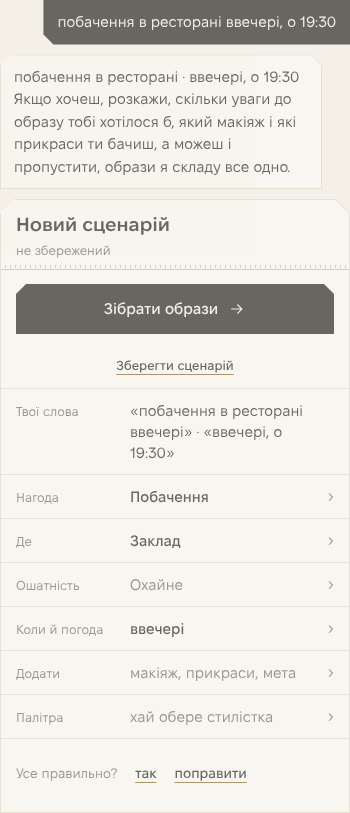 побачення в ресторані ввечері, о 19:30
побачення в ресторані · ввечері, о 19:30
Якщо хочеш, розкажи, скільки уваги до
образу тобі хотілося б, який макіяж і які
прикраси ти бачиш, а можеш і
пропустити, образи я складу все одно.
Новий сценарій
не збережений
Зібрати образи →
Зберегти сценарій
Твої слова «побачення в ресторані
ввечері» · «ввечері, о
19:30»
Нагода Побачення ›
Де Заклад ›
Ошатність Охайне ›
Коли й погода ввечері ›
Додати макіяж, прикраси, мета ›
Палітра хай обере стилістка ›
Усе правильно? так поправити